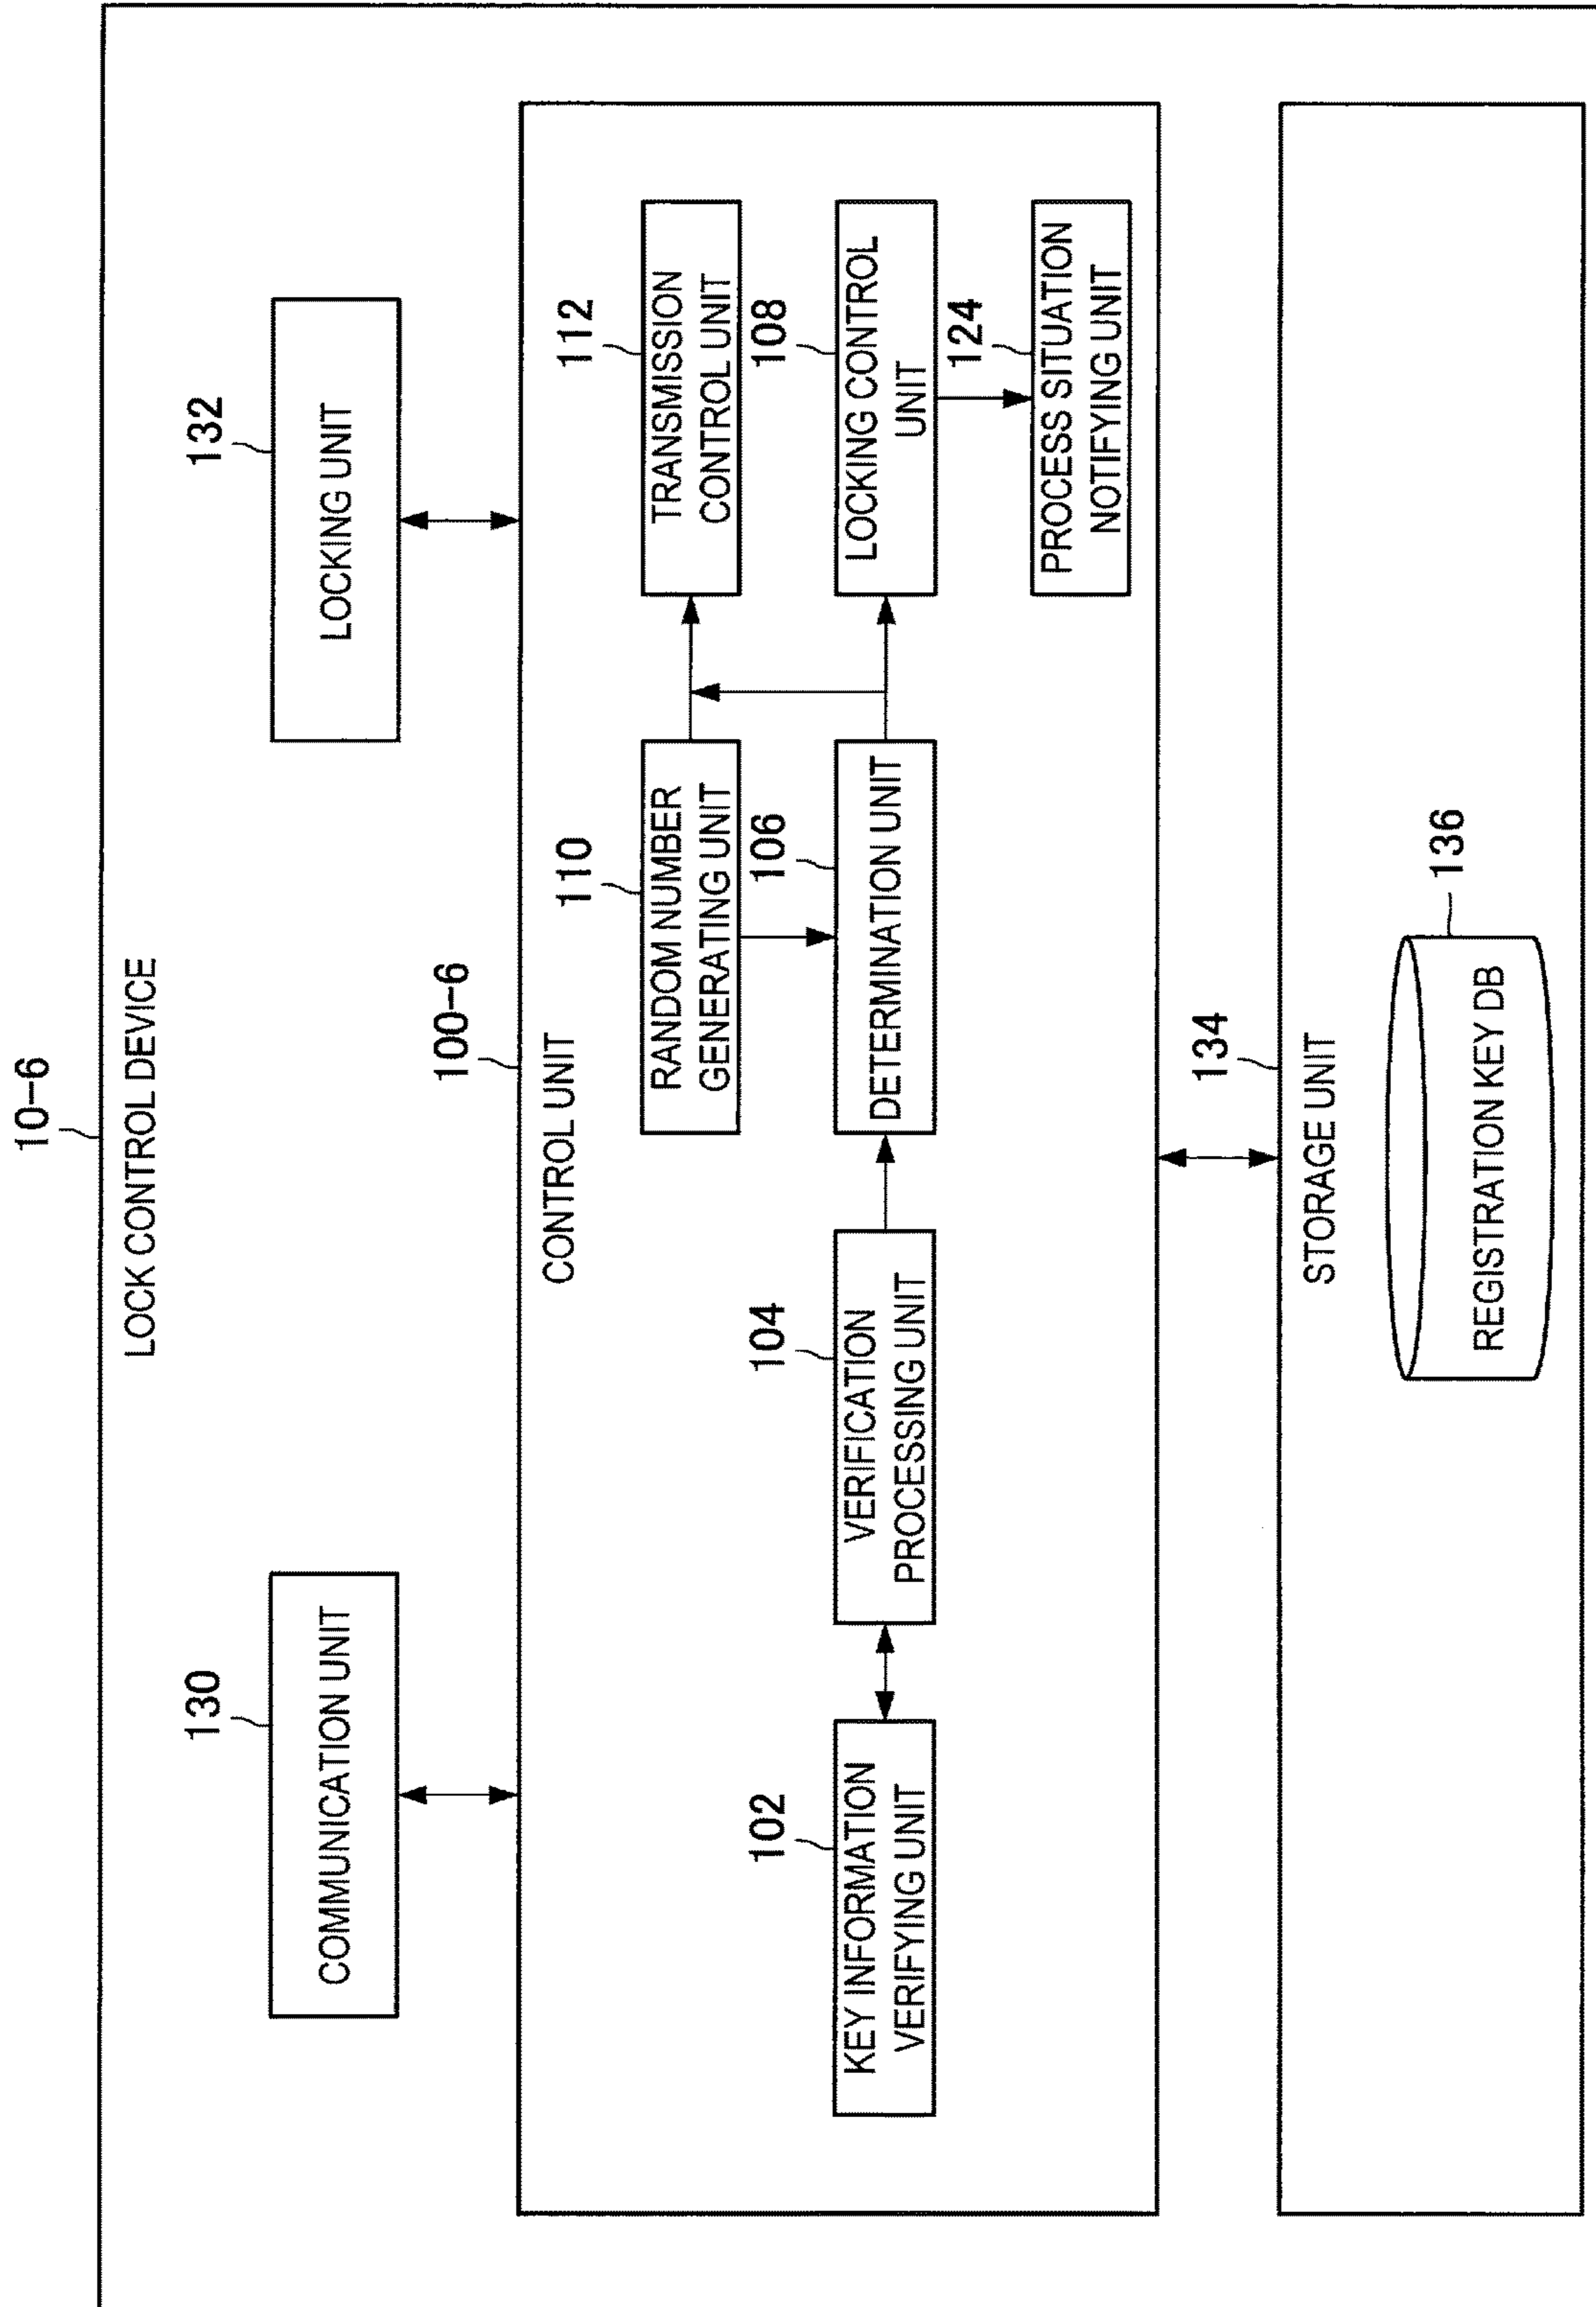 10-6
LOCK CONTROL DEVICE
130
COMMUNICATION UNIT
132
LOCKING UNIT
100-6
CONTROL UNIT
110
RANDOM NUMBER
GENERATING UNIT
112
TRANSMISSION
CONTROL UNIT
102
KEY INFORMATION
VERIFYING UNIT
104
VERIFICATION
PROCESSING UNIT
106
DETERMINATION UNIT
108
LOCKING CONTROL
UNIT
124
PROCESS SITUATION
NOTIFYING UNIT
134
STORAGE UNIT
136
REGISTRATION KEY DB